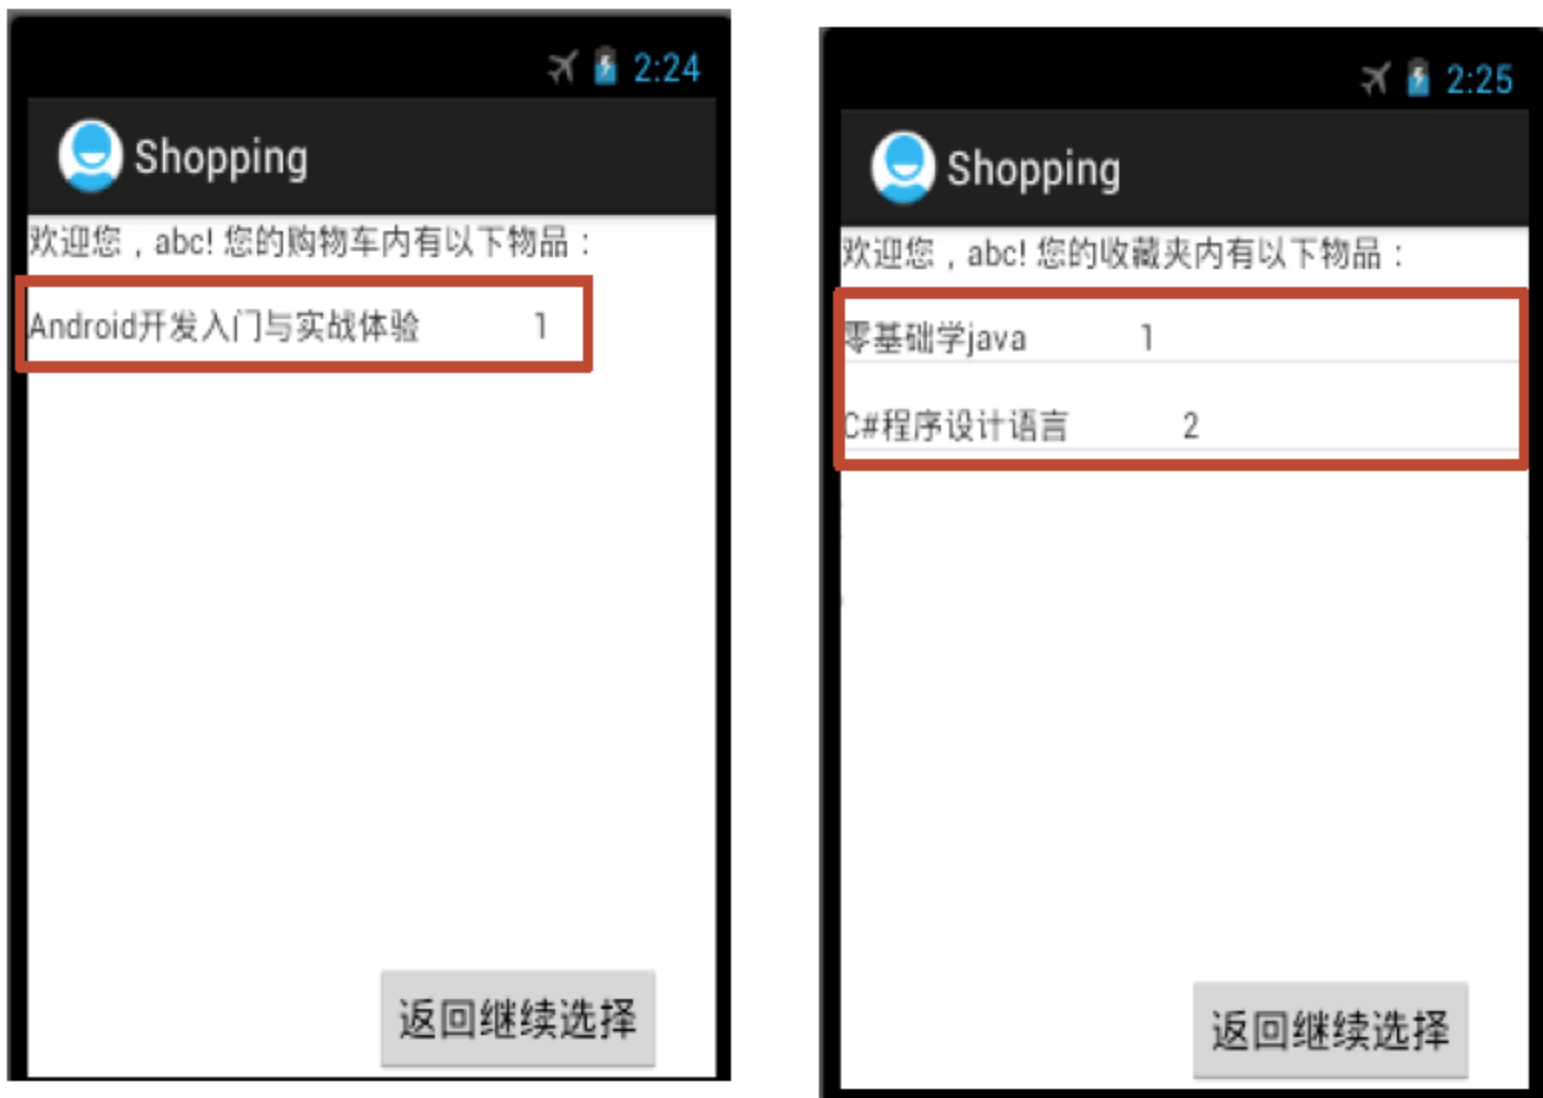 2:24
Shopping
欢迎您，abc! 您的购物车内有以下物品：
Android开发入门与实战体验 1
返回继续选择
2:25
Shopping
欢迎您，abc! 您的收藏夹内有以下物品：
零基础学java 1
C#程序设计语言 2
返回继续选择